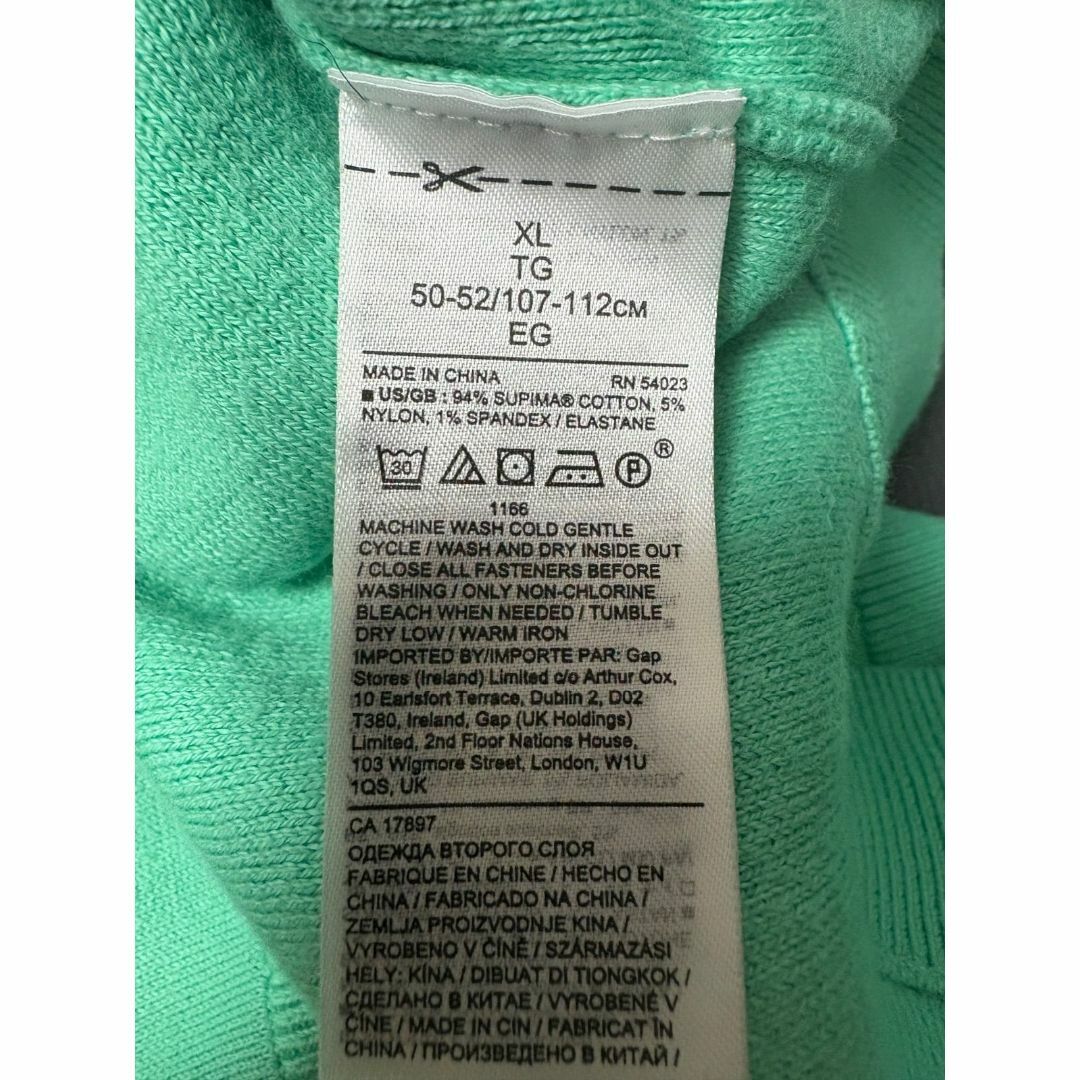 XL
TG
50-52/107-112см
EG
MADE IN CHINA RN 54023
■ US/GB : 94% SUPIMA® COTTON, 5%
NYLON, 1% SPANDEX / ELASTANE
30 P ®
1166
MACHINE WASH COLD GENTLE
CYCLE / WASH AND DRY INSIDE OUT
/ CLOSE ALL FASTENERS BEFORE
WASHING / ONLY NON-CHLORINE
BLEACH WHEN NEEDED / TUMBLE
DRY LOW / WARM IRON
IMPORTED BY/IMPORTE PAR: Gap
Stores (Ireland) Limited c/o Arthur Cox,
10 Earlsfort Terrace, Dublin 2, D02
T380, Ireland, Gap (UK Holdings)
Limited, 2nd Floor Nations House,
103 Wigmore Street, London, W1U
1QS, UK
CA 17897
ОДЕЖДА ВТОРОГО СЛОЯ
FABRIQUE EN CHINE / HECHO EN
CHINA / FABRICADO NA CHINA /
ZEMLJA PROIZVODNJE KINA /
VYROBENO V ČÍNĚ / SZÁRMAZÁSI
HELY: KÍNA / DIBUAT DI TIONGKOK /
СДЕЛАНО В КИТАЕ / VYROBENÉ V
ČÍNE / MADE IN CIN / FABRICAT ÎN
CHINA / ПРОИЗВЕДЕНО В КИТАЙ /